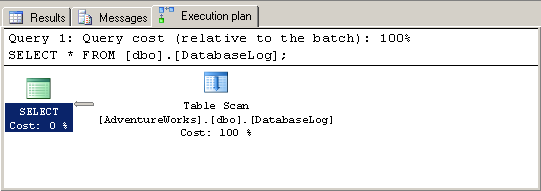 Results Messages Execution plan
Query 1: Query cost (relative to the batch): 100%
SELECT * FROM [dbo].[DatabaseLog];
SELECT
Cost: 0 %
Table Scan
[AdventureWorks].[dbo].[DatabaseLog]
Cost: 100 %